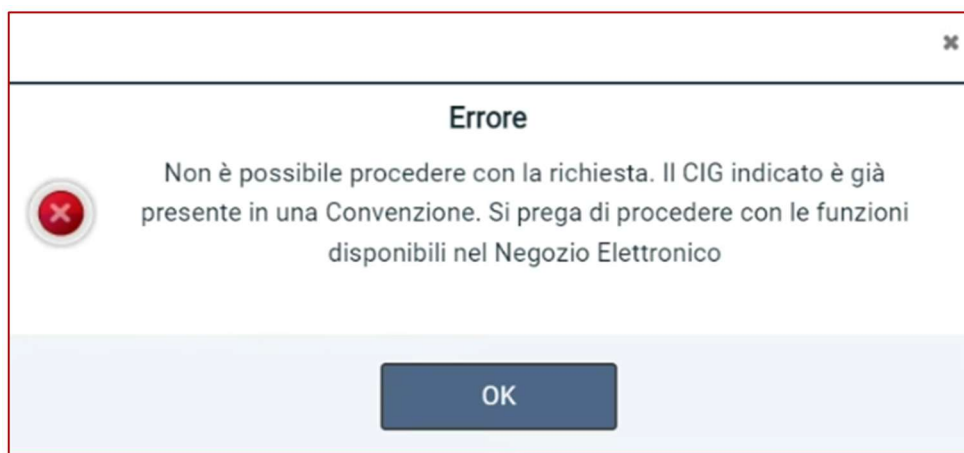 Errore
Non è possibile procedere con la richiesta. Il CIG indicato è già
presente in una Convenzione. Si prega di procedere con le funzioni
disponibili nel Negozio Elettronico
OK